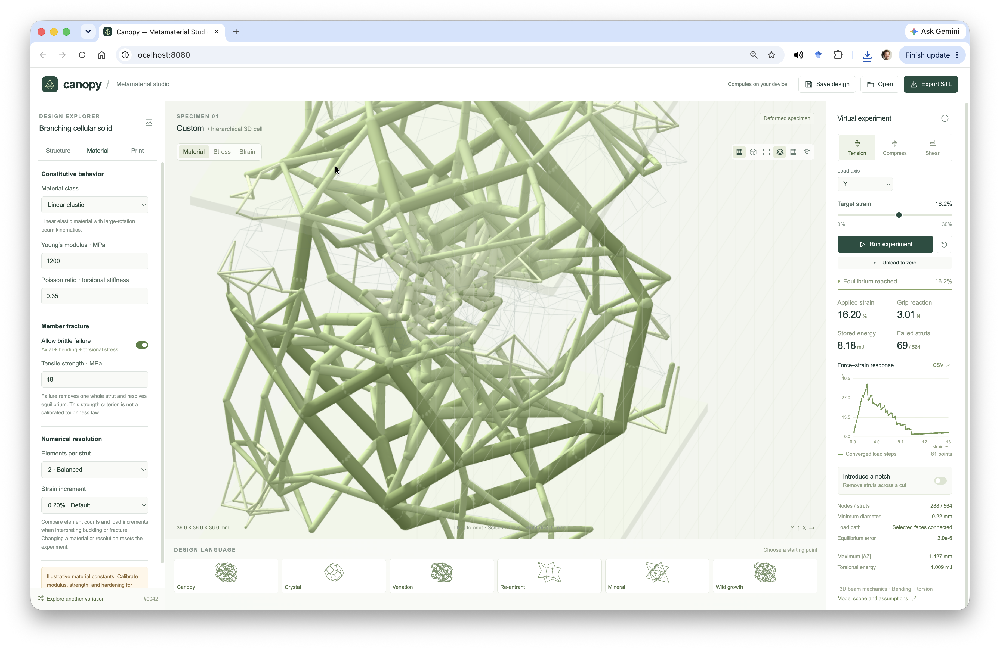 Canopy — Metamaterial Studi
Ask Gemini
localhost:8080
Finish update
canopy / Metamaterial studio
Computes on your device
Save design
Open
Export STL
DESIGN EXPLORER
Branching cellular solid
Structure
Material
Print
Constitutive behavior
Material class
Linear elastic
Linear elastic material with large-rotation
beam kinematics.
Young's modulus · MPa
1200
Poisson ratio · torsional stiffness
0.35
Member fracture
Allow brittle failure
Axial + bending + torsional stress
Tensile strength · MPa
48
Failure removes one whole strut and resolves
equilibrium. This strength criterion is not a
calibrated toughness law.
Numerical resolution
Elements per strut
2 · Balanced
Strain increment
0.20% · Default
Compare element counts and load increments
when interpreting buckling or fracture.
Changing a material or resolution resets the
experiment.
Illustrative material constants. Calibrate
modulus, strength, and hardening for
Explore another variation
#0042
SPECIMEN 01
Custom / hierarchical 3D cell
Material
Stress
Strain
Deformed specimen
36.0 × 36.0 × 36.0 mm
to orbit ·
Y ↑ X →
DESIGN LANGUAGE
Choose a starting point
Canopy
Crystal
Venation
Re-entrant
Mineral
Wild growth
Virtual experiment
Tension
Compress
Shear
Load axis
Y
Target strain
16.2%
0%
30%
Run experiment
Unload to zero
Equilibrium reached
16.2%
Applied strain
Grip reaction
16.20 %
3.01 N
Stored energy
Failed struts
8.18 mJ
69 / 564
Force–strain response
CSV
N
40.5
27.0
13.5
0.0
0.0
4.0
8.1
12
16
strain %
Converged load steps
81 points
Introduce a notch
Remove struts across a cut
Nodes / struts
288 / 564
Minimum diameter
0.22 mm
Load path
Selected faces connected
Equilibrium error
2.0e-6
Maximum |ΔZ|
1.427 mm
Torsional energy
1.009 mJ
3D beam mechanics · Bending + torsion
Model scope and assumptions ↗